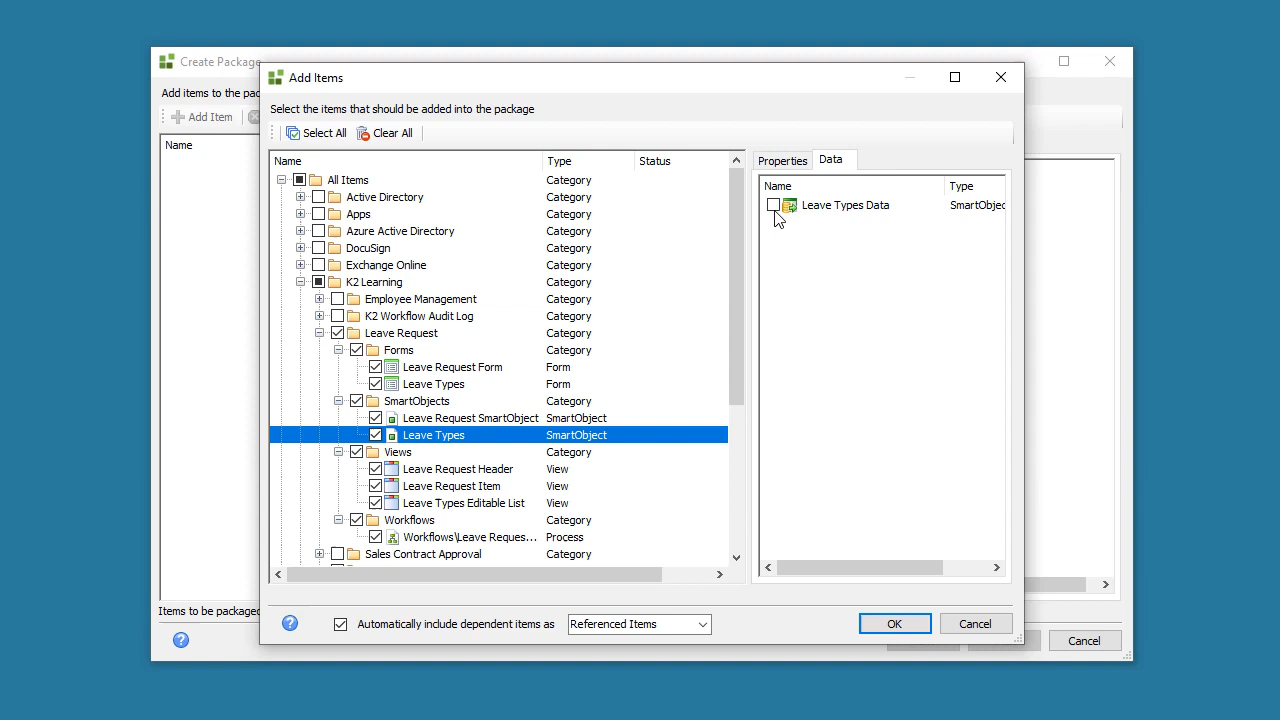 Create Package
Add items to the pac
Add Item
Name
Items to be packaged
Cancel
Add Items
Select the items that should be added into the package
Select All
Clear All
Name Type Status
All Items Category
Active Directory Category
Apps Category
Azure Active Directory Category
DocuSign Category
Exchange Online Category
K2 Learning Category
Employee Management Category
K2 Workflow Audit Log Category
Leave Request Category
Forms Category
Leave Request Form Form
Leave Types Form
SmartObjects Category
Leave Request SmartObject SmartObject
Leave Types SmartObject
Views Category
Leave Request Header View
Leave Request Item View
Leave Types Editable List View
Workflows Category
Workflows\Leave Reques... Process
Sales Contract Approval Category
Properties Data
Name Type
Leave Types Data SmartObjec
? Automatically include dependent items as Referenced Items
OK Cancel
?